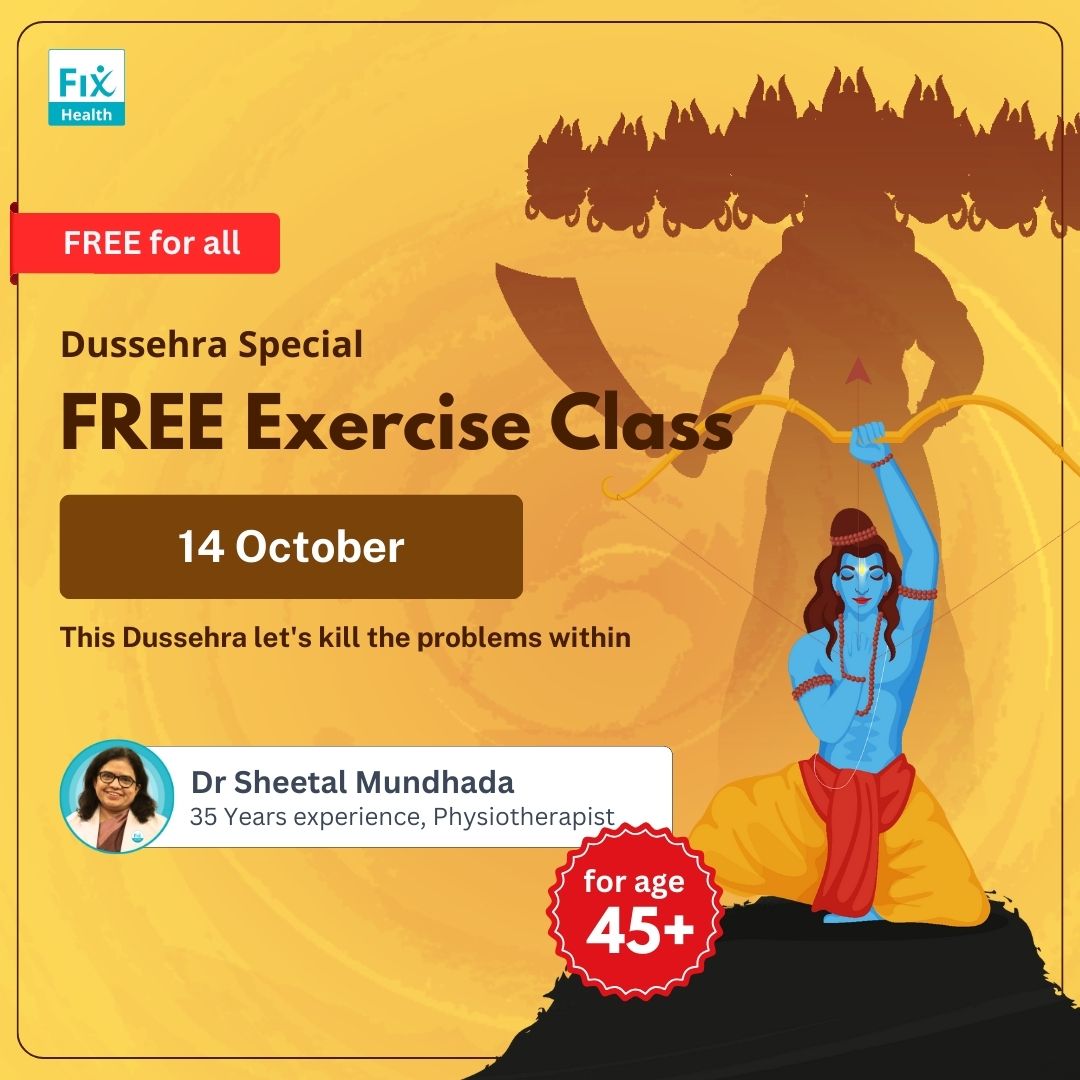 Fix
Health
FREE for all
Dussehra Special
FREE Exercise Class
14 October
This Dussehra let's kill the problems within
Dr Sheetal Mundhada
35 Years experience, Physiotherapist
for age
45+